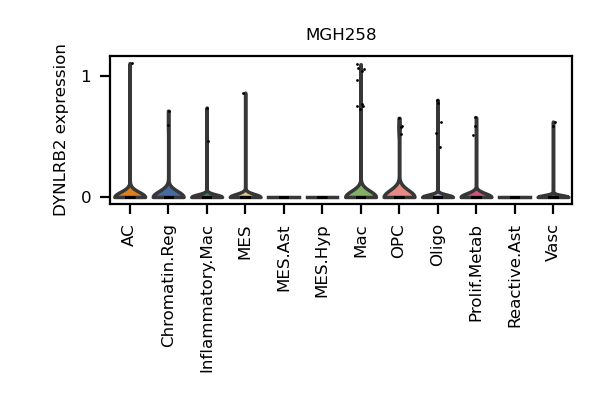 MGH258
DYNLRB2 expression
1
0
AC
Chromatin.Reg
Inflammatory.Mac
MES
MES.Ast
MES.Hyp
Mac
OPC
Oligo
Prolif.Metab
Reactive.Ast
Vasc